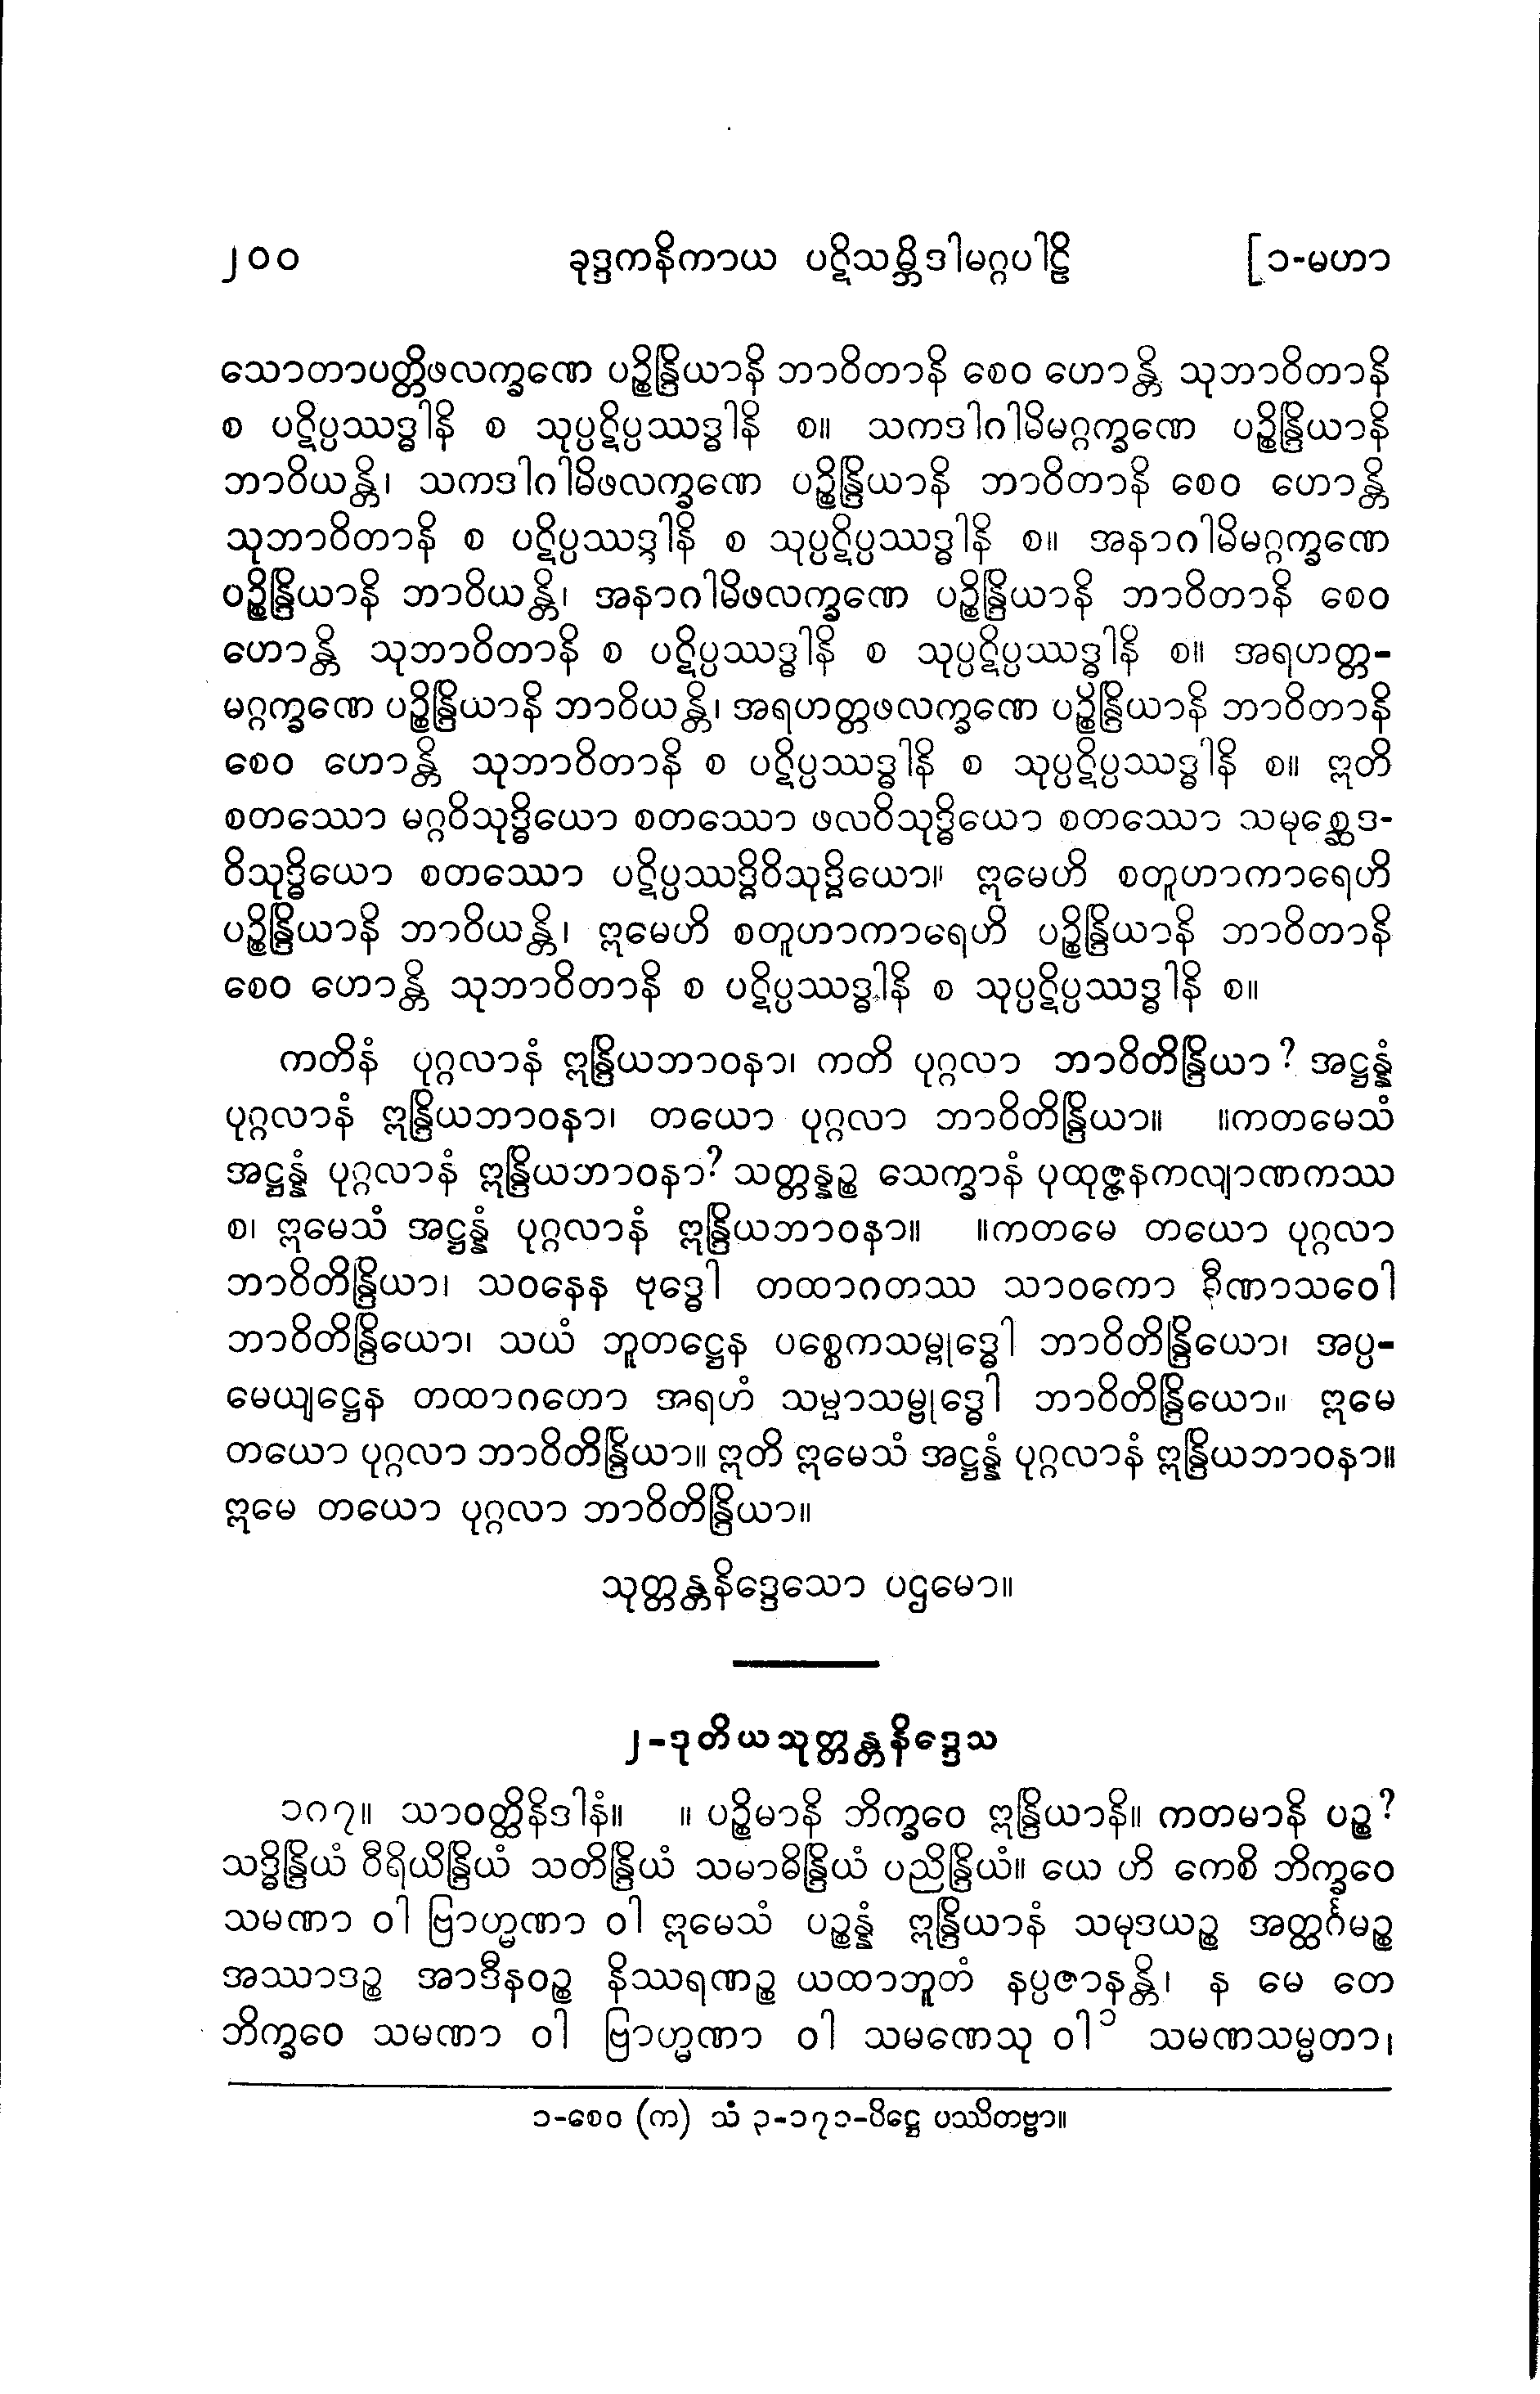 ၂၀၀ ခုဒ္ဒကနိကာယ ပဋိသမ္ဘိဒါမဂ္ဂပါဠိ [၁-မဟာ
သောတာပတ္တိဖလက္ခဏေ ပဉ္စိန္ဒြိယာနိ ဘာဝိတာနိ စေဝ ဟောန္တိ သုဘာဝိတာနိ
စ ပဋိပ္ပဿဒ္ဓါနိ စ သုပ္ပဋိပ္ပဿဒ္ဓါနိ စ။ သကဒါဂါမိမဂ္ဂက္ခဏေ ပဉ္စိန္ဒြိယာနိ
ဘာဝိယန္တိ၊ သကဒါဂါမိဖလက္ခဏေ ပဉ္စိန္ဒြိယာနိ ဘာဝိတာနိ စေဝ ဟောန္တိ
သုဘာဝိတာနိ စ ပဋိပ္ပဿဒ္ဓါနိ စ သုပ္ပဋိပ္ပဿဒ္ဓါနိ စ။ အနာဂါမိမဂ္ဂက္ခဏေ
ပဉ္စိန္ဒြိယာနိ ဘာဝိယန္တိ၊ အနာဂါမိဖလက္ခဏေ ပဉ္စိန္ဒြိယာနိ ဘာဝိတာနိ စေဝ
ဟောန္တိ သုဘာဝိတာနိ စ ပဋိပ္ပဿဒ္ဓါနိ စ သုပ္ပဋိပ္ပဿဒ္ဓါနိ စ။ အရဟတ္တ-
မဂ္ဂက္ခဏေ ပဉ္စိန္ဒြိယာနိ ဘာဝိယန္တိ၊ အရဟတ္တဖလက္ခဏေ ပဉ္စိန္ဒြိယာနိ ဘာဝိတာနိ
စေဝ ဟောန္တိ သုဘာဝိတာနိ စ ပဋိပ္ပဿဒ္ဓါနိ စ သုပ္ပဋိပ္ပဿဒ္ဓါနိ စ။ ဣတိ
စတဿော မဂ္ဂဝိသုဒ္ဓိယော စတဿော ဖလဝိသုဒ္ဓိယော စတဿော သမုစ္ဆေဒ-
ဝိသုဒ္ဓိယော စတဿော ပဋိပ္ပဿဒ္ဓိဝိသုဒ္ဓိယော။ ဣမေဟိ စတူဟာကာရေဟိ
ပဉ္စိန္ဒြိယာနိ ဘာဝိယန္တိ၊ ဣမေဟိ စတူဟာကာရေဟိ ပဉ္စိန္ဒြိယာနိ ဘာဝိတာနိ
စေဝ ဟောန္တိ သုဘာဝိတာနိ စ ပဋိပ္ပဿဒ္ဓါနိ စ သုပ္ပဋိပ္ပဿဒ္ဓါနိ စ။
ကတိနံ ပုဂ္ဂလာနံ ဣန္ဒြိယဘာဝနာ၊ ကတိ ပုဂ္ဂလာ ဘာဝိတိန္ဒြိယာ? အဋ္ဌန္နံ
ပုဂ္ဂလာနံ ဣန္ဒြိယဘာဝနာ၊ တယော ပုဂ္ဂလာ ဘာဝိတိန္ဒြိယာ။ ။ကတမေသံ
အဋ္ဌန္နံ ပုဂ္ဂလာနံ ဣန္ဒြိယဘာဝနာ? သတ္တန္နဉ္စ သေက္ခာနံ ပုထုဇ္ဇနကလျာဏကဿ
စ၊ ဣမေသံ အဋ္ဌန္နံ ပုဂ္ဂလာနံ ဣန္ဒြိယဘာဝနာ။ ။ကတမေ တယော ပုဂ္ဂလာ
ဘာဝိတိန္ဒြိယာ၊ သဝနေန ဗုဒ္ဓေါ တထာဂတဿ သာဝကော ခီဏာသဝေါ
ဘာဝိတိန္ဒြိယော၊ သယံ ဘူတဋ္ဌေန ပစ္စေကသမ္ဗုဒ္ဓေါ ဘာဝိတိန္ဒြိယော၊ အပ္ပ-
မေယျဋ္ဌေန တထာဂတော အရဟံ သမ္မာသမ္ဗုဒ္ဓေါ ဘာဝိတိန္ဒြိယော။ ဣမေ
တယော ပုဂ္ဂလာ ဘာဝိတိန္ဒြိယာ။ ဣတိ ဣမေသံ အဋ္ဌန္နံ ပုဂ္ဂလာနံ ဣန္ဒြိယဘာဝနာ။
ဣမေ တယော ပုဂ္ဂလာ ဘာဝိတိန္ဒြိယာ။
သုတ္တန္တနိဒ္ဒေသော ပဌမော။
၂-ဒုတိယသုတ္တန္တနိဒ္ဒေသ
၁၈၇။ သာဝတ္ထိနိဒါနံ။ ။ ပဉ္စိမာနိ ဘိက္ခဝေ ဣန္ဒြိယာနိ။ ကတမာနိ ပဉ္စ?
သဒ္ဓိန္ဒြိယံ ဝီရိယိန္ဒြိယံ သတိန္ဒြိယံ သမာဓိန္ဒြိယံ ပညိန္ဒြိယံ။ ယေ ဟိ ကေစိ ဘိက္ခဝေ
သမဏာ ဝါ ဗြာဟ္မဏာ ဝါ ဣမေသံ ပဉ္စန္နံ ဣန္ဒြိယာနံ သမုဒယဉ္စ အတ္ထင်္ဂမဉ္စ
အဿာဒဉ္စ အာဒီနဝဉ္စ နိဿရဏဉ္စ ယထာဘူတံ နပ္ပဇာနန္တိ၊ န မေ တေ
ဘိက္ခဝေ သမဏာ ဝါ ဗြာဟ္မဏာ ဝါ သမဏေသု ဝါ၁ သမဏသမ္မတာ၊
၁-စေဝ (က) သံ ၃-၁၇၁-ပိဋ္ဌေ ပဿိတဗ္ဗာ။